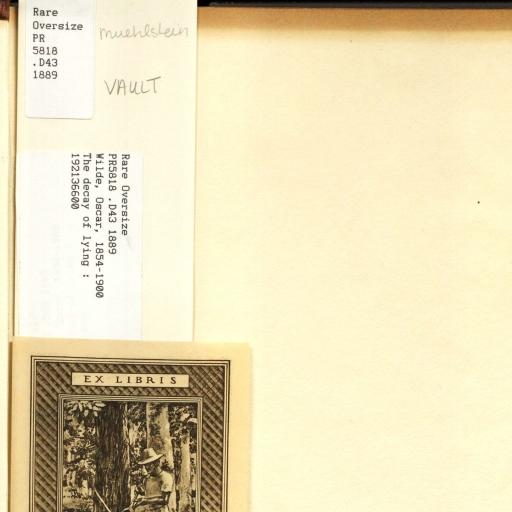 Rare
Oversize
PR
5818
.D43
1889
muehlstein
VAULT
Rare Oversize
PR5818 .D43 1889
Wilde, Oscar, 1854-1900
The decay of lying :
192136600
EX LIBRIS